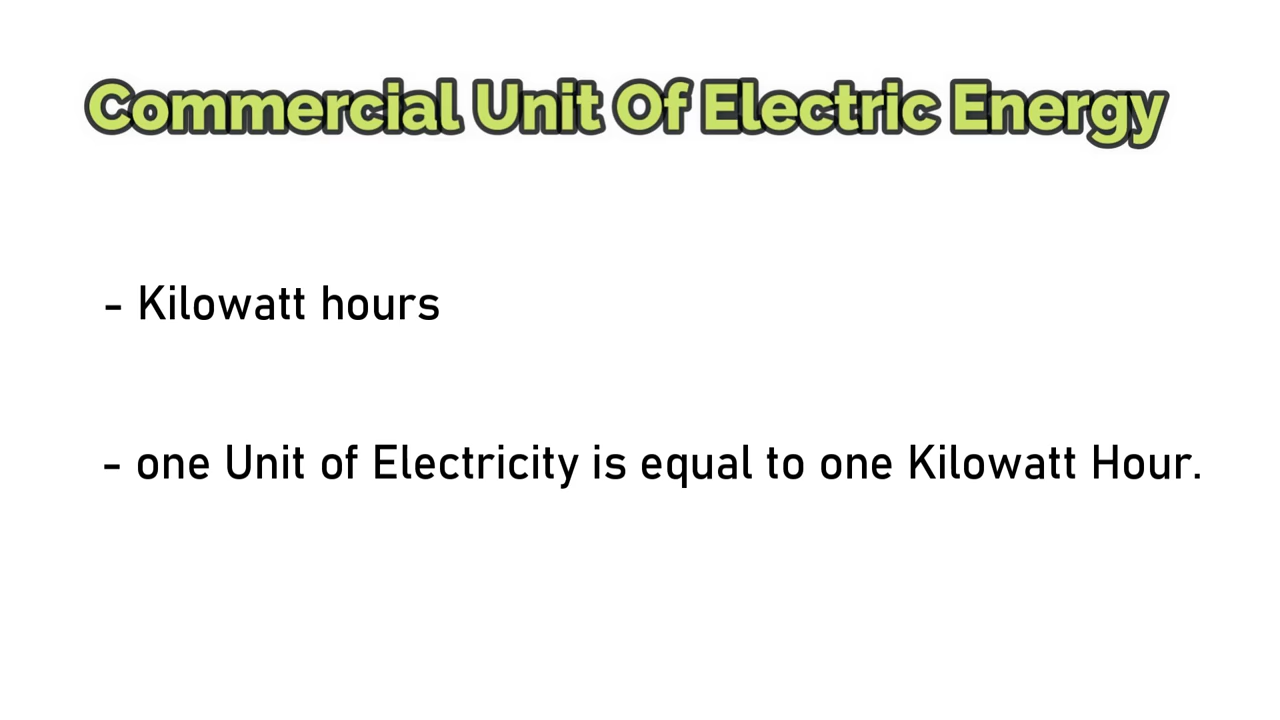 Commercial Unit Of Electric Energy
- Kilowatt hours
- one Unit of Electricity is equal to one Kilowatt Hour.